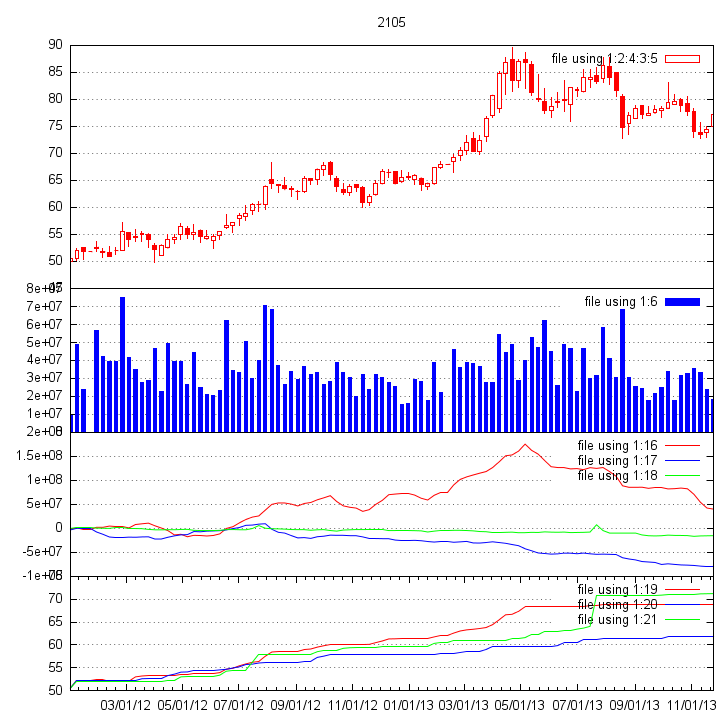 2105
90
file using 1:2:4:3:5
85
80
75
70
65
60
55
50
8e+07
file using 1:6
7e+07
6e+07
5e+07
4e+07
3e+07
2e+07
1e+07
file using 1:16
1.5e+08
file using 1:17
1e+08
file using 1:18
5e+07
0
-5e+07
-1e+08
file using 1:19
70
file using 1:20
65
file using 1:21
60
55
50
03/01/12 05/01/12 07/01/12 09/01/12 11/01/12 01/01/13 03/01/13 05/01/13 07/01/13 09/01/13 11/01/13